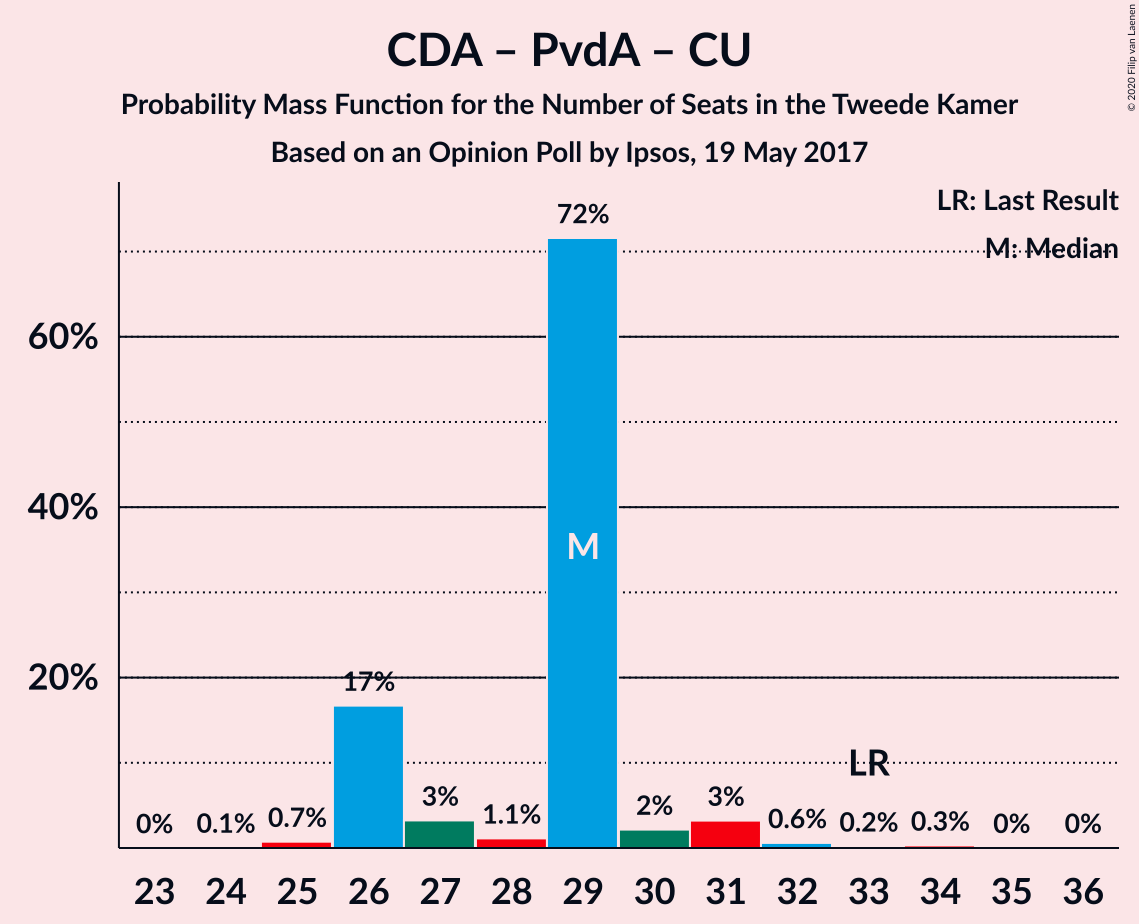 CDA – PvdA – CU
Probability Mass Function for the Number of Seats in the Tweede Kamer
Based on an Opinion Poll by Ipsos, 19 May 2017
© 2020 Filip van Laenen
LR: Last Result
M: Median
60%
40%
20%
0%
0.1%
0.7%
17%
3%
1.1%
72%
2%
3%
0.6%
0.2%
0.3%
0%
0%
M
LR
23 24 25 26 27 28 29 30 31 32 33 34 35 36